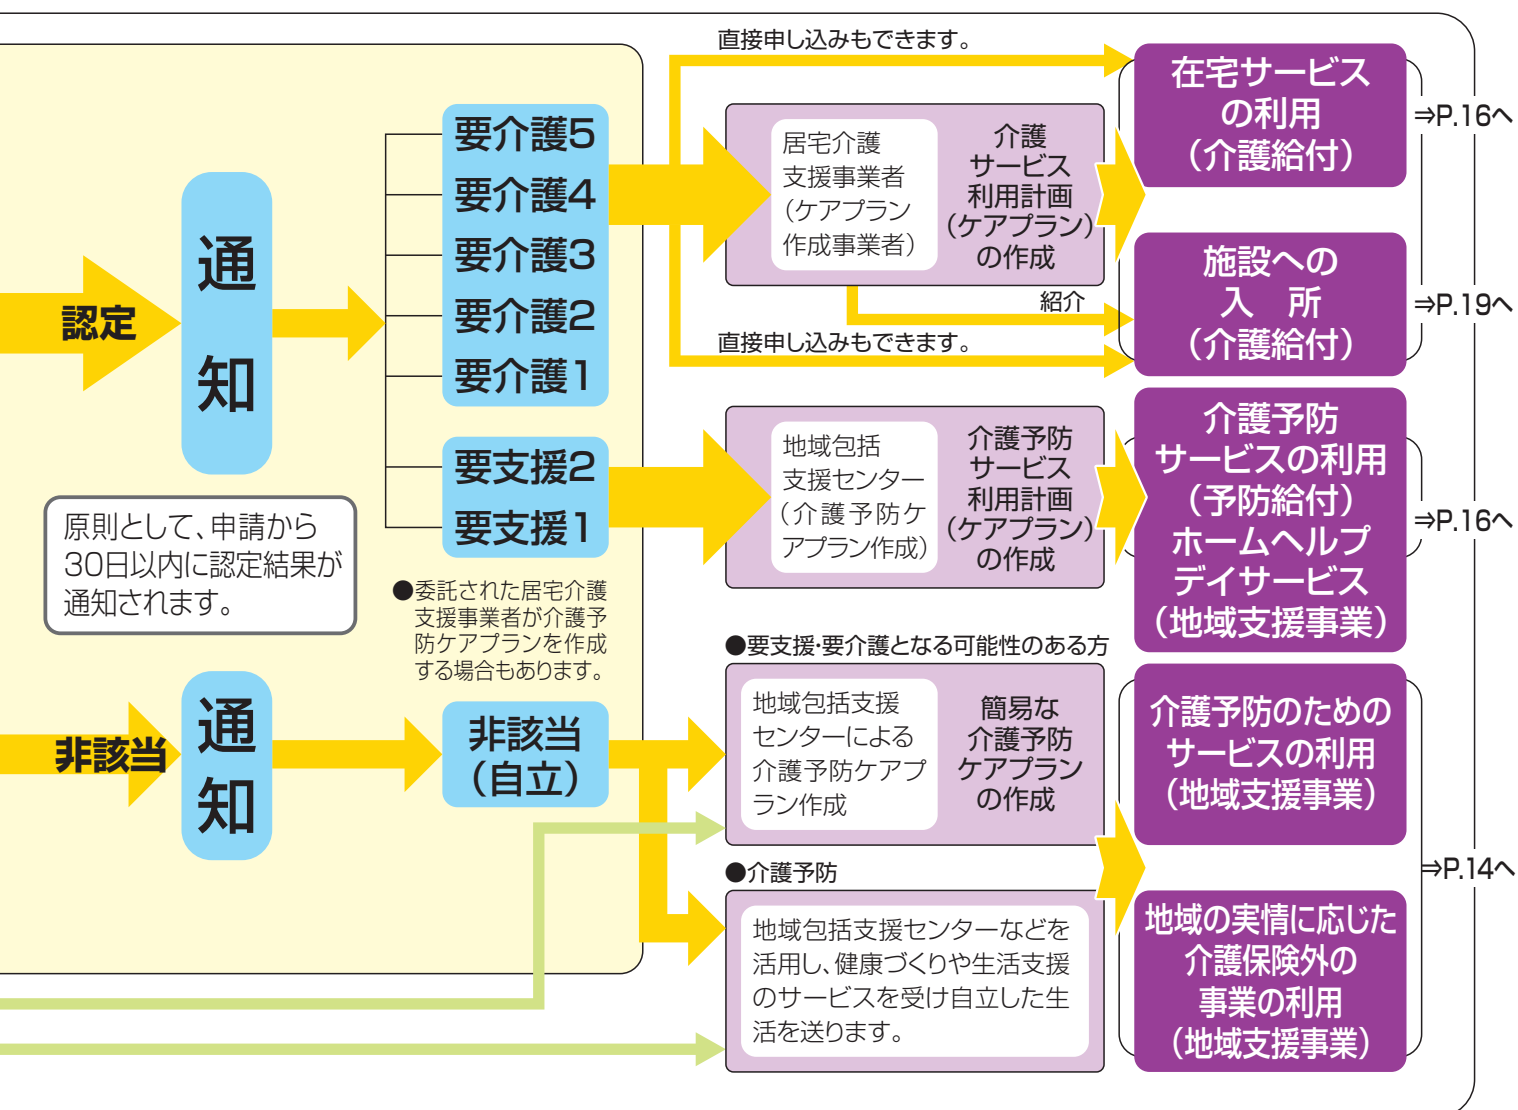 認定
通
知
原則として、申請から
30日以内に認定結果が
通知されます。
要介護5
要介護4
要介護3
要介護2
要介護1
要支援2
要支援1
●委託された居宅介護
支援事業者が介護予
防ケアプランを作成
する場合もあります。
直接申し込みもできます。
居宅介護
支援事業者
（ケアプラン
作成事業者）
介護
サービス
利用計画
（ケアプラン）
の作成
紹介
直接申し込みもできます。
在宅サービス
の利用
（介護給付）
⇒P.16へ
施設への
入　所
（介護給付）
⇒P.19へ
地域包括
支援センター
（介護予防ケ
アプラン作成）
介護予防
サービス
利用計画
（ケアプラン）
の作成
介護予防
サービスの利用
（予防給付）
ホームヘルプ
デイサービス
（地域支援事業）
⇒P.16へ
非該当
通
知
非該当
（自立）
●要支援・要介護となる可能性のある方
地域包括支援
センターによる
介護予防ケアプ
ラン作成
簡易な
介護予防
ケアプラン
の作成
介護予防のための
サービスの利用
（地域支援事業）
●介護予防
地域包括支援センターなどを
活用し、健康づくりや生活支援
のサービスを受け自立した生
活を送ります。
地域の実情に応じた
介護保険外の
事業の利用
（地域支援事業）
⇒P.14へ